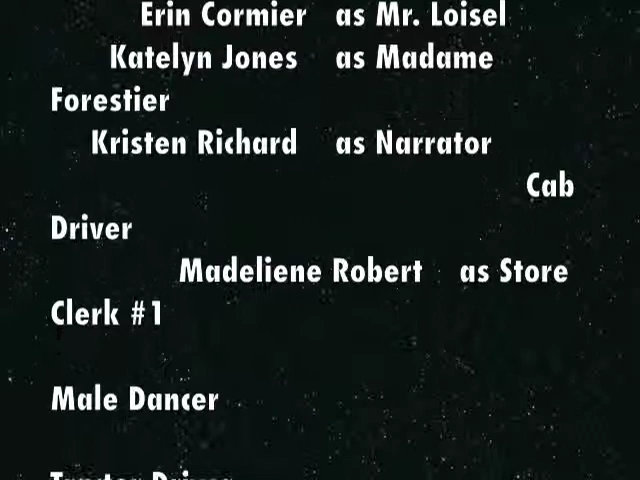 Erin Cormier as Mr. Loisel
Katelyn Jones as Madame
Forestier
Kristen Richard as Narrator
Cab
Driver
Madeliene Robert as Store
Clerk #1
Male Dancer